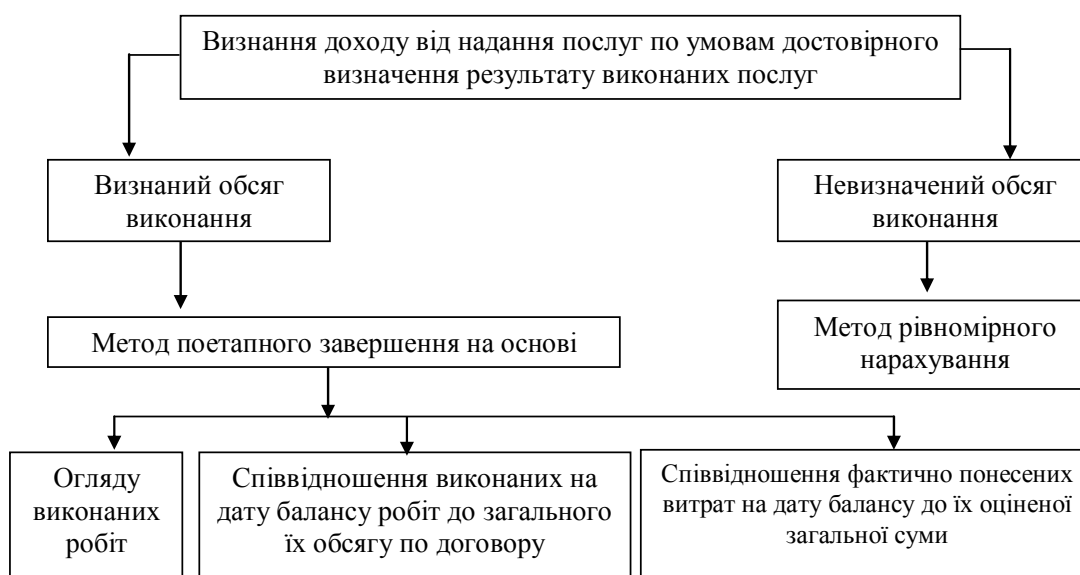 Визнання доходу від надання послуг по умовам достовірного
визначення результату виконаних послуг
Визнаний обсяг
виконання
Невизначений обсяг
виконання
Метод поетапного завершення на основі
Метод рівномірного
нарахування
Огляду
виконаних
робіт
Співвідношення виконаних на
дату балансу робіт до загального
їх обсягу по договору
Співвідношення фактично понесених
витрат на дату балансу до їх оціненої
загальної суми